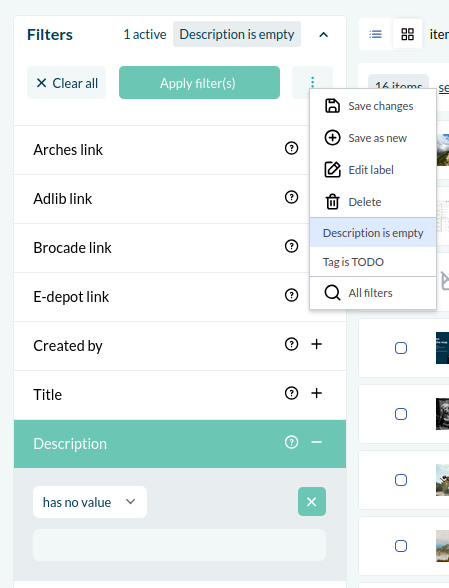 Filters 1 active Description is empty
Clear all Apply filter(s)
16 items
Save changes
Save as new
Edit label
Delete
Description is empty
Tag is TODO
All filters
Arches link
Adlib link
Brocade link
E-depot link
Created by
Title
Description
has no value